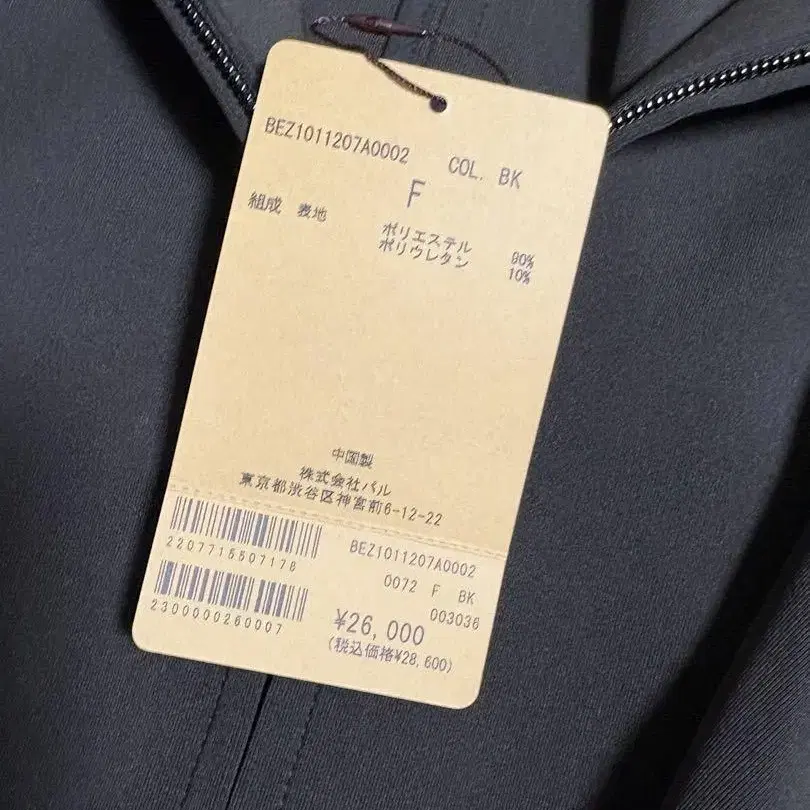 BEZ1011207A0002 COL. BK
F
組成 表地 ポリエステル 90%
ポリウレタン 10%
中国製
株式会社パル
東京都渋谷区神宮前6-12-22
2207715507178
BEZ1011207A0002
0072 F BK
003036
2300000260007
¥26,000
(税込価格¥28,600)